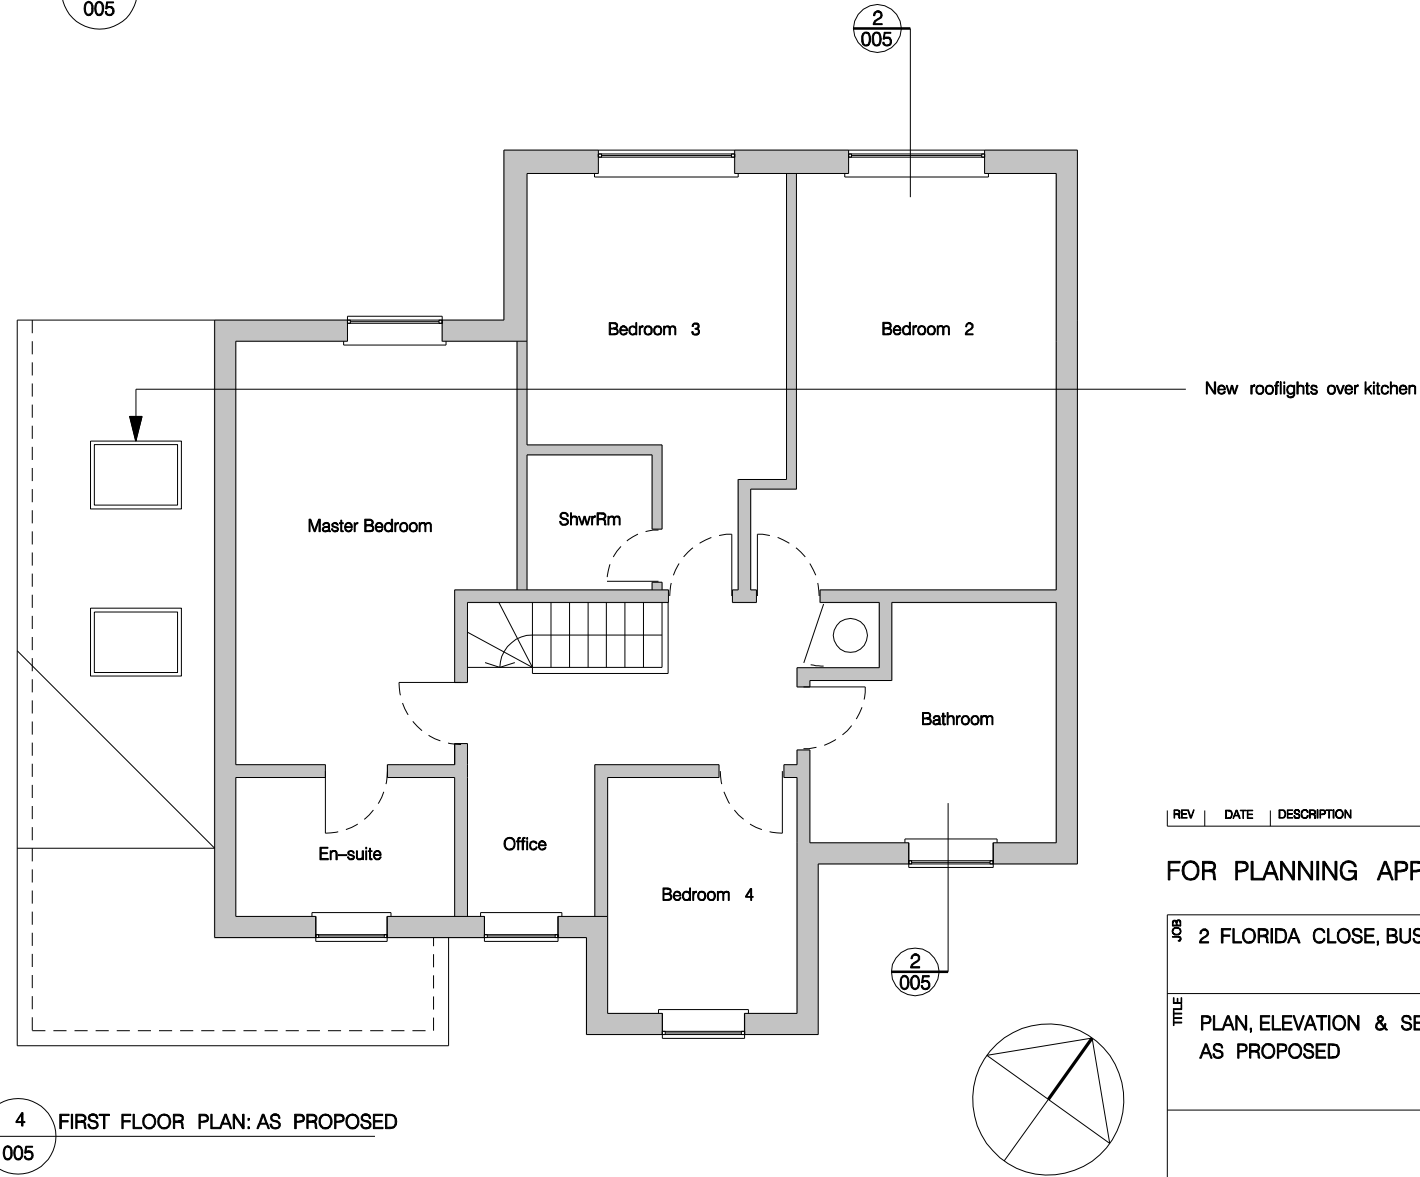 005
2
005
Bedroom 3
Bedroom 2
New rooflights over kitchen
ShwrRm
Master Bedroom
Bathroom
REV DATE DESCRIPTION
Office
En-suite
FOR PLANNING APP
Bedroom 4
JOB
2 FLORIDA CLOSE, BUS
2
005
TITLE
PLAN, ELEVATION & SE
AS PROPOSED
4
005
FIRST FLOOR PLAN: AS PROPOSED